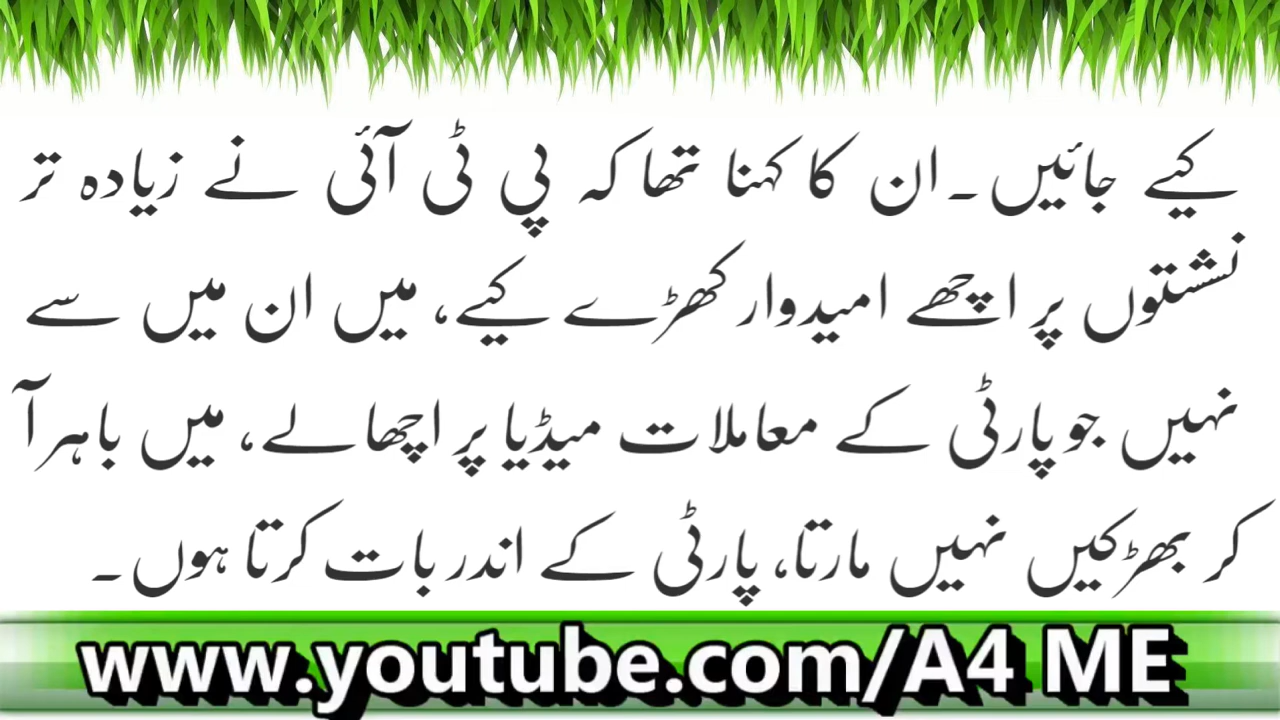 کیے جائیں۔ان کا کہنا تھا کہ پی ٹی آئی نے زیادہ تر
نشستوں پر اچھے امیدوار کھڑے کیے، میں ان میں سے
نہیں جو پارٹی کے معاملات میڈیا پر اچھالے، میں باہر آ
کر بھڑکیں نہیں مارتا، پارٹی کے اندر بات کرتا ہوں۔
www.youtube.com/A4 ME